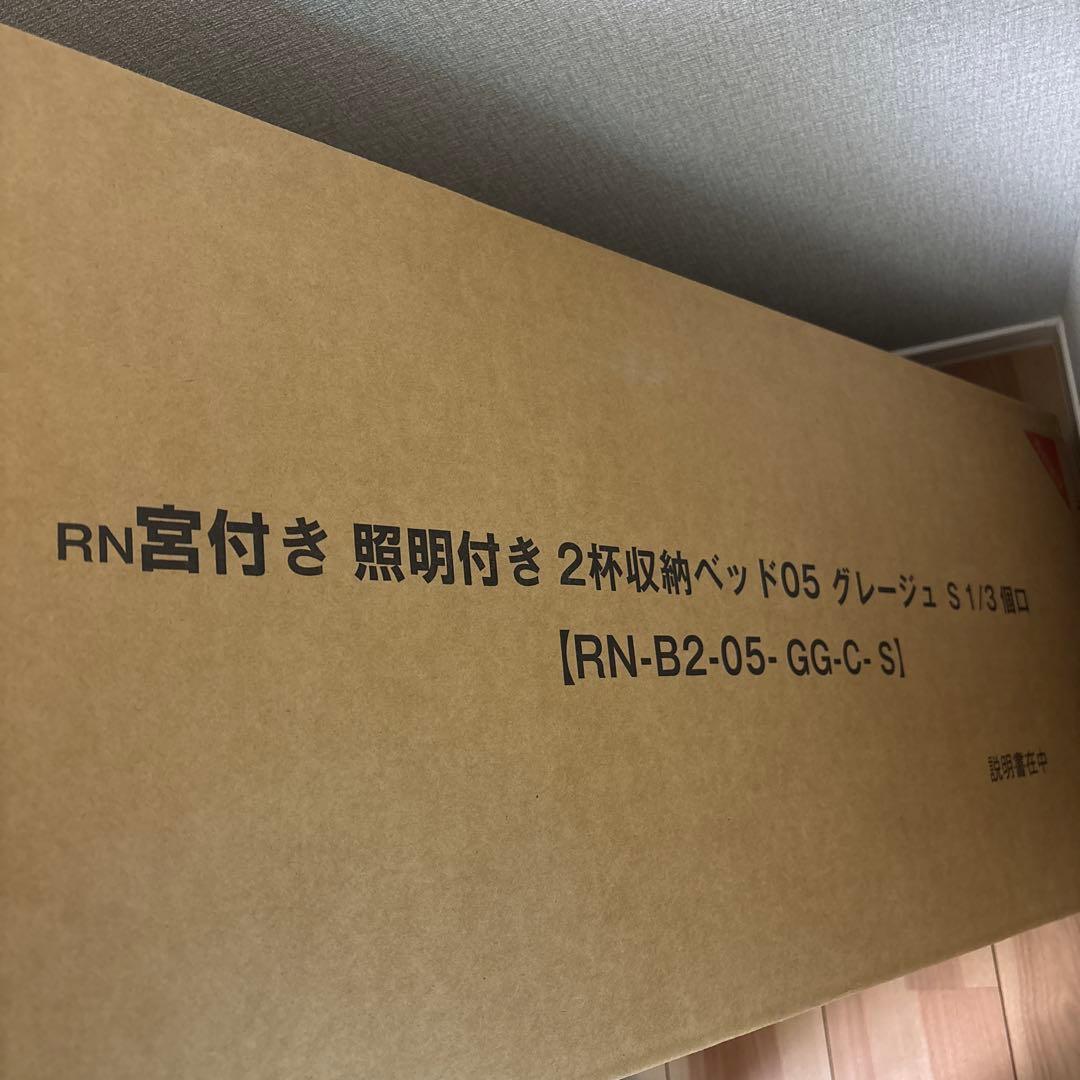 RN宮付き 照明付き 2杯収納ベッド05 グレージュ S 1/3個口
【RN-B2-05- GG-C- S】
説明書在中